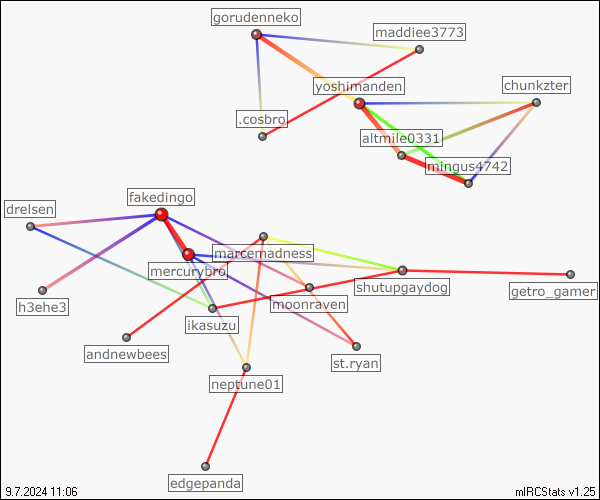 gorudenneko
maddiee3773
yoshimanden
chunkzter
.cosbro
altmile0331
mingus4742
fakedingo
drelsen
marcemadness
mercurybro
shutupgaydog
getro_gamer
h3ehe3
moonraven
ikasuzu
andnewbees
st.ryan
neptune01
edgepanda
9.7.2024 11:06
mIRCStats v1.25